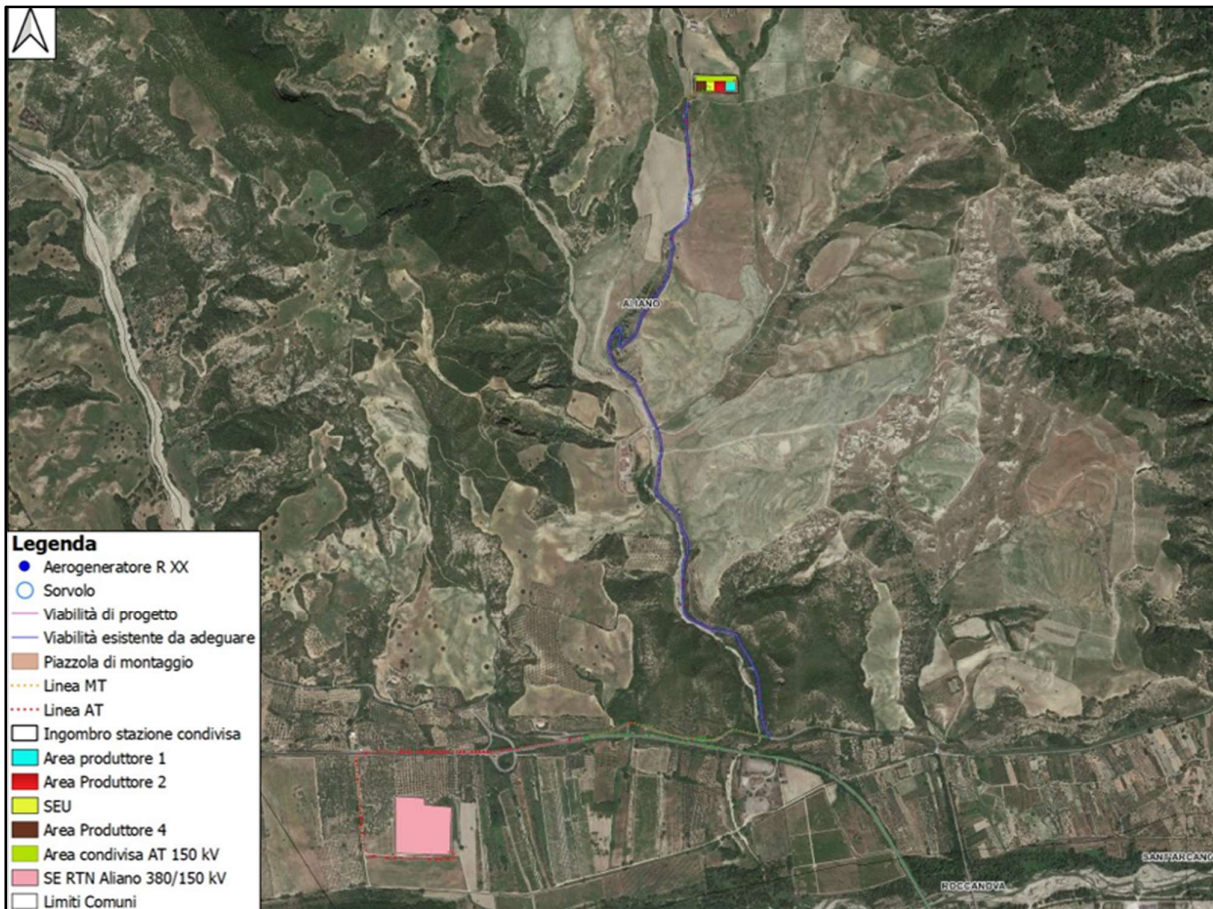 ALIANO
Legenda
Aerogeneratore R XX
Sorvolo
Viabilità di progetto
Viabilità esistente da adeguare
Piazzola di montaggio
Linea MT
Linea AT
Ingombro stazione condivisa
Area produttore 1
Area Produttore 2
SEU
Area Produttore 4
Area condivisa AT 150 kV
SE RTN Aliano 380/150 kV
Limiti Comuni
SANT'ARCANG
ROCCANOVA